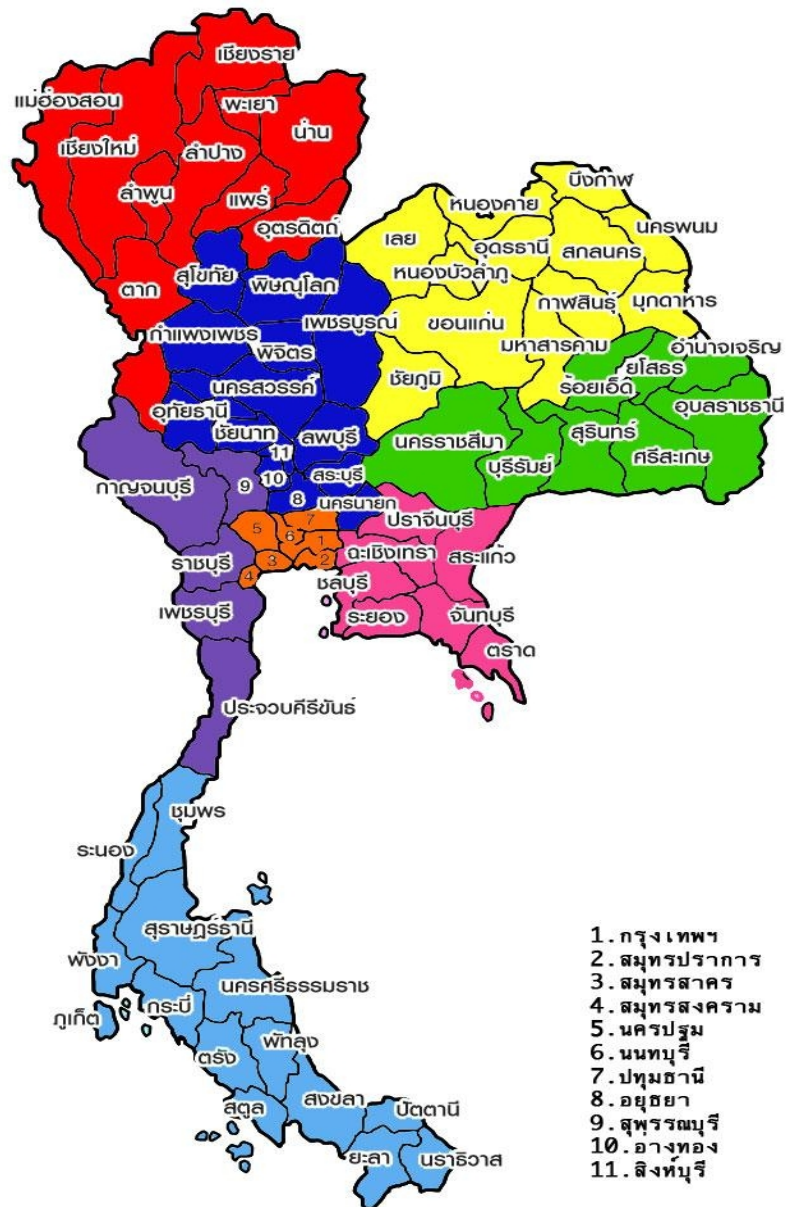 เชียงราย
แม่ฮ่องสอน
พะเยา
น่าน
เชียงใหม่
ลำปาง
ลำพูน
แพร่
อุตรดิตถ์
ตาก
สุโขทัย
พิษณุโลก
กำแพงเพชร
พิจิตร
เพชรบูรณ์
นครสวรรค์
อุทัยธานี
ชัยนาท
ลพบุรี
11
สระบุรี
10
9
8
นครนายก
บึงกาฬ
หนองคาย
นครพนม
เลย
อุดรธานี
สกลนคร
หนองบัวลำภู
กาฬสินธุ์
มุกดาหาร
ขอนแก่น
มหาสารคาม
อำนาจเจริญ
ยโสธร
ชัยภูมิ
ร้อยเอ็ด
อุบลราชธานี
นครราชสีมา
สุรินทร์
บุรีรัมย์
ศรีสะเกษ
กาญจนบุรี
7
5
6
1
3
2
4
ปราจีนบุรี
ฉะเชิงเทรา
สระแก้ว
ราชบุรี
ชลบุรี
เพชรบุรี
ระยอง
จันทบุรี
ตราด
ประจวบคีรีขันธ์
ชุมพร
ระนอง
สุราษฎร์ธานี
พังงา
นครศรีธรรมราช
กระบี่
ภูเก็ต
พัทลุง
ตรัง
สตูล
สงขลา
ปัตตานี
ยะลา
นราธิวาส
1.กรุงเทพฯ
2.สมุทรปราการ
3.สมุทรสาคร
4.สมุทรสงคราม
5.นครปฐม
6.นนทบุรี
7.ปทุมธานี
8.อยุธยา
9.สุพรรณบุรี
10.อ่างทอง
11.สิงห์บุรี